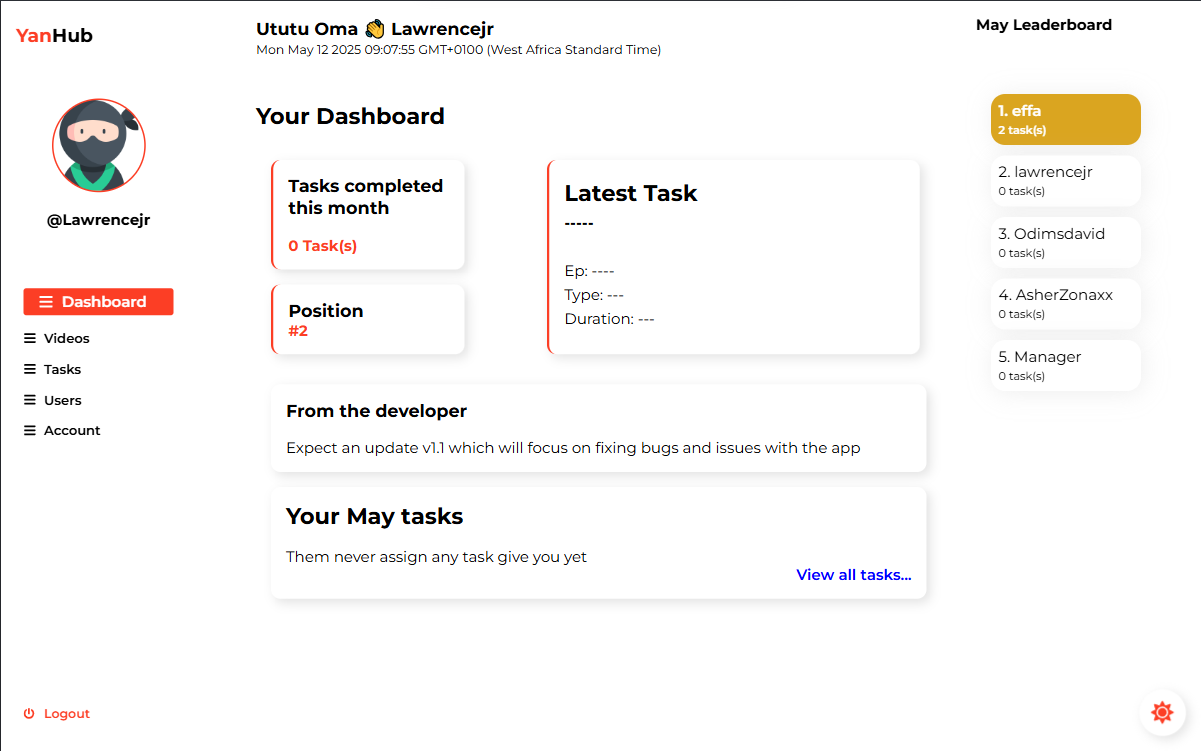 YanHub
@Lawrencejr
Dashboard
Videos
Tasks
Users
Account
Logout
Ututu Oma 👋 Lawrencejr
Mon May 12 2025 09:07:55 GMT+0100 (West Africa Standard Time)
Your Dashboard
Tasks completed
this month
0 Task(s)
Position
#2
Latest Task
-----
Ep: ----
Type: ---
Duration: ---
From the developer
Expect an update v1.1 which will focus on fixing bugs and issues with the app
Your May tasks
Them never assign any task give you yet
View all tasks...
May Leaderboard
1. effa
2 task(s)
2. lawrencejr
0 task(s)
3. Odimsdavid
0 task(s)
4. AsherZonaxx
0 task(s)
5. Manager
0 task(s)